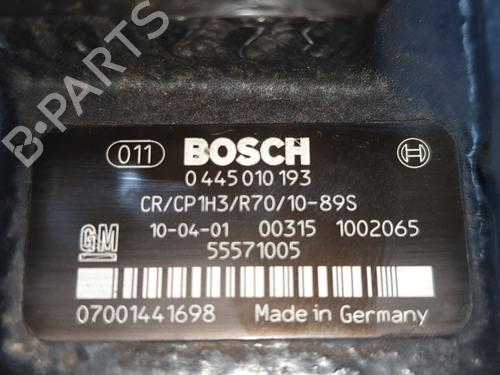 B-PARTS
011 BOSCH
0 445 010 193
CR/CP1H3/R70/10-89S
GM 10-04-01 00315 1002065
55571005
07001441698 Made in Germany